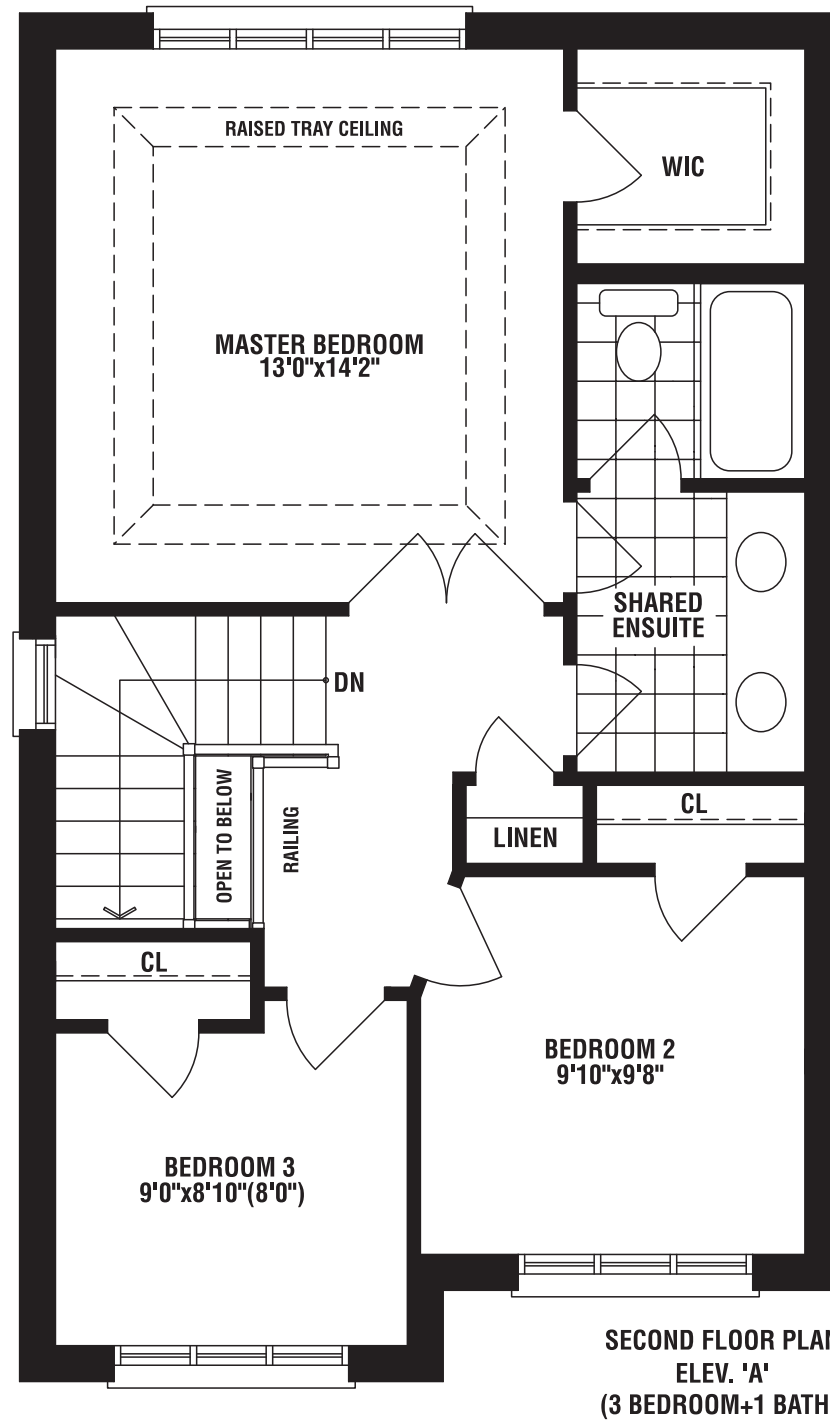 RAISED TRAY CEILING
WIC
MASTER BEDROOM
13'0"x14'2"
SHARED
ENSUITE
DN
OPEN TO BELOW
RAILING
LINEN
CL
CL
BEDROOM 2
9'10"x9'8"
BEDROOM 3
9'0"x8'10"(8'0")
SECOND FLOOR PLAN
ELEV. 'A'
(3 BEDROOM+1 BATH